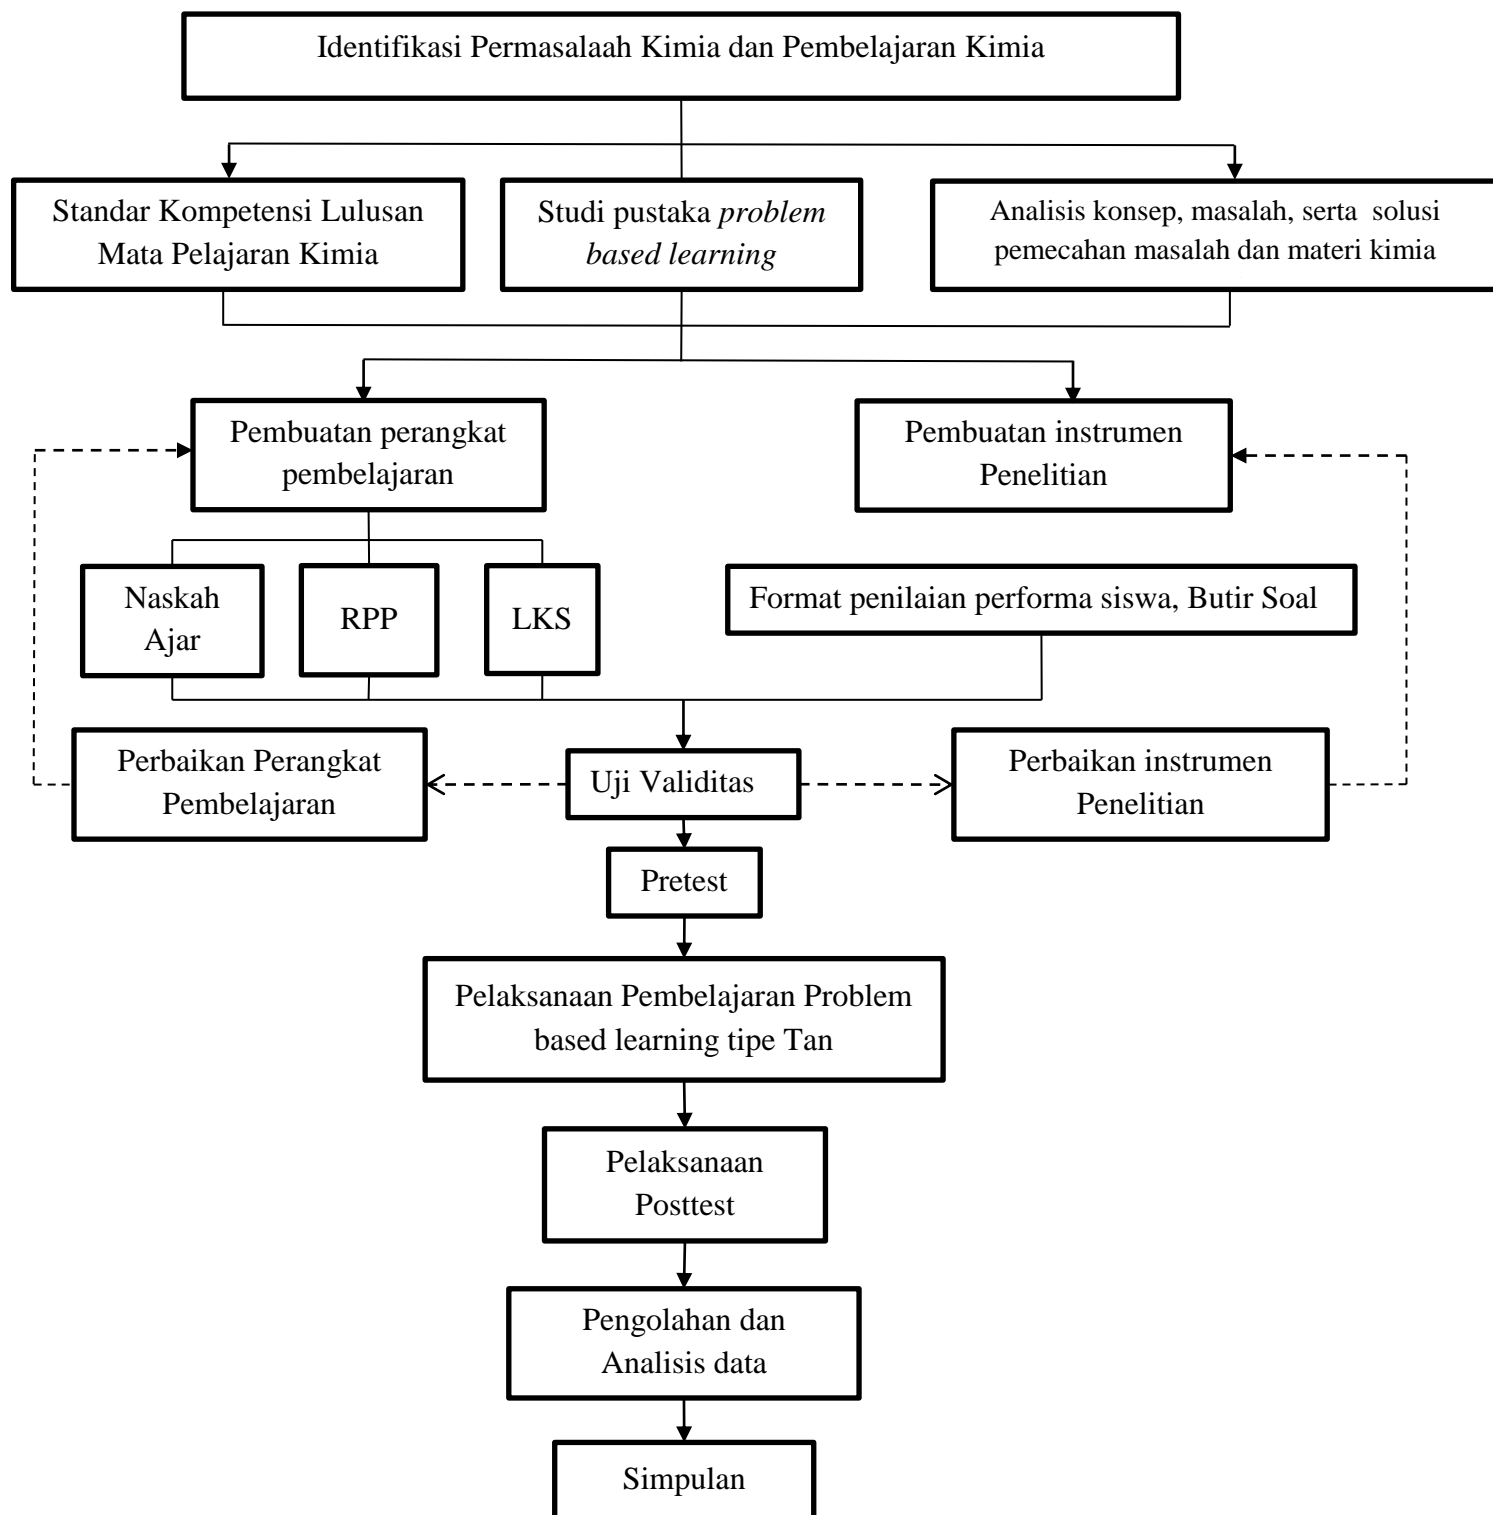 Identifikasi Permasalaah Kimia dan Pembelajaran Kimia
Standar Kompetensi Lulusan
Mata Pelajaran Kimia
Studi pustaka problem
based learning
Analisis konsep, masalah, serta solusi
pemecahan masalah dan materi kimia
Pembuatan perangkat
pembelajaran
Pembuatan instrumen
Penelitian
Naskah
Ajar
RPP
LKS
Format penilaian performa siswa, Butir Soal
Perbaikan Perangkat
Pembelajaran
Uji Validitas
Perbaikan instrumen
Penelitian
Pretest
Pelaksanaan Pembelajaran Problem
based learning tipe Tan
Pelaksanaan
Posttest
Pengolahan dan
Analisis data
Simpulan